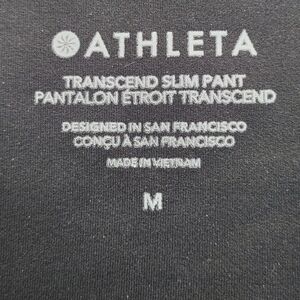 ATHLETA
TRANSCEND SLIM PANT
PANTALON ÉTROIT TRANSCEND
DESIGNED IN SAN FRANCISCO
CONÇU À SAN FRANCISCO
MADE IN VIETNAM
M